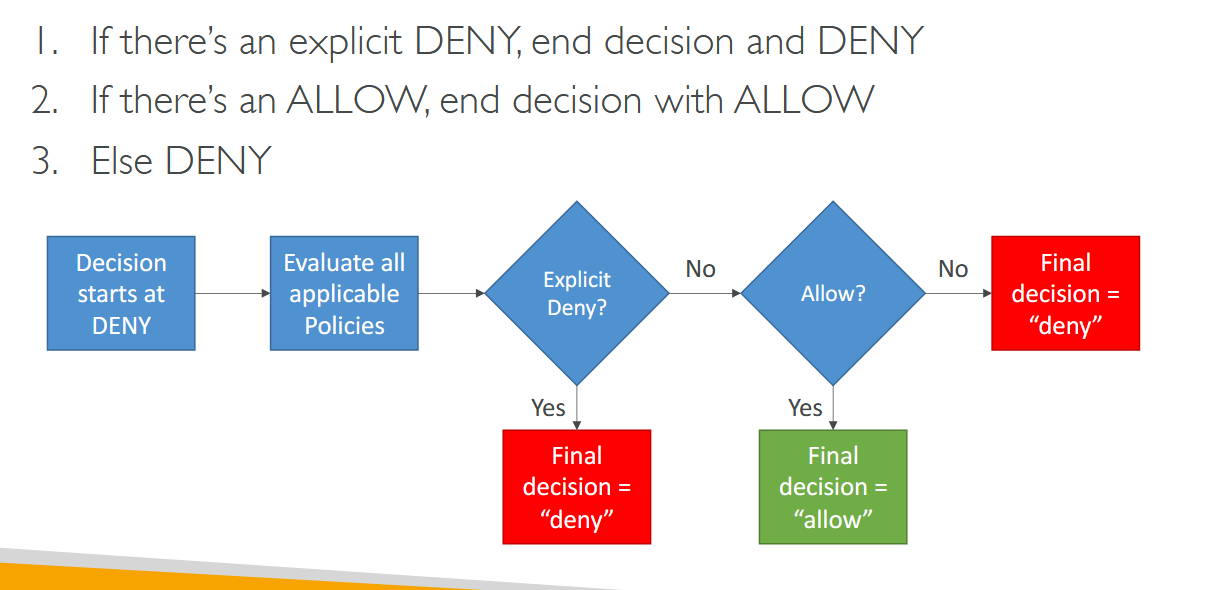 1. If there’s an explicit DENY, end decision and DENY
2. If there’s an ALLOW, end decision with ALLOW
3. Else DENY
Decision
starts at
DENY
Evaluate all
applicable
Policies
Explicit
Deny?
No
Allow?
No
Final
decision =
“deny”
Yes
Final
decision =
“deny”
Yes
Final
decision =
“allow”